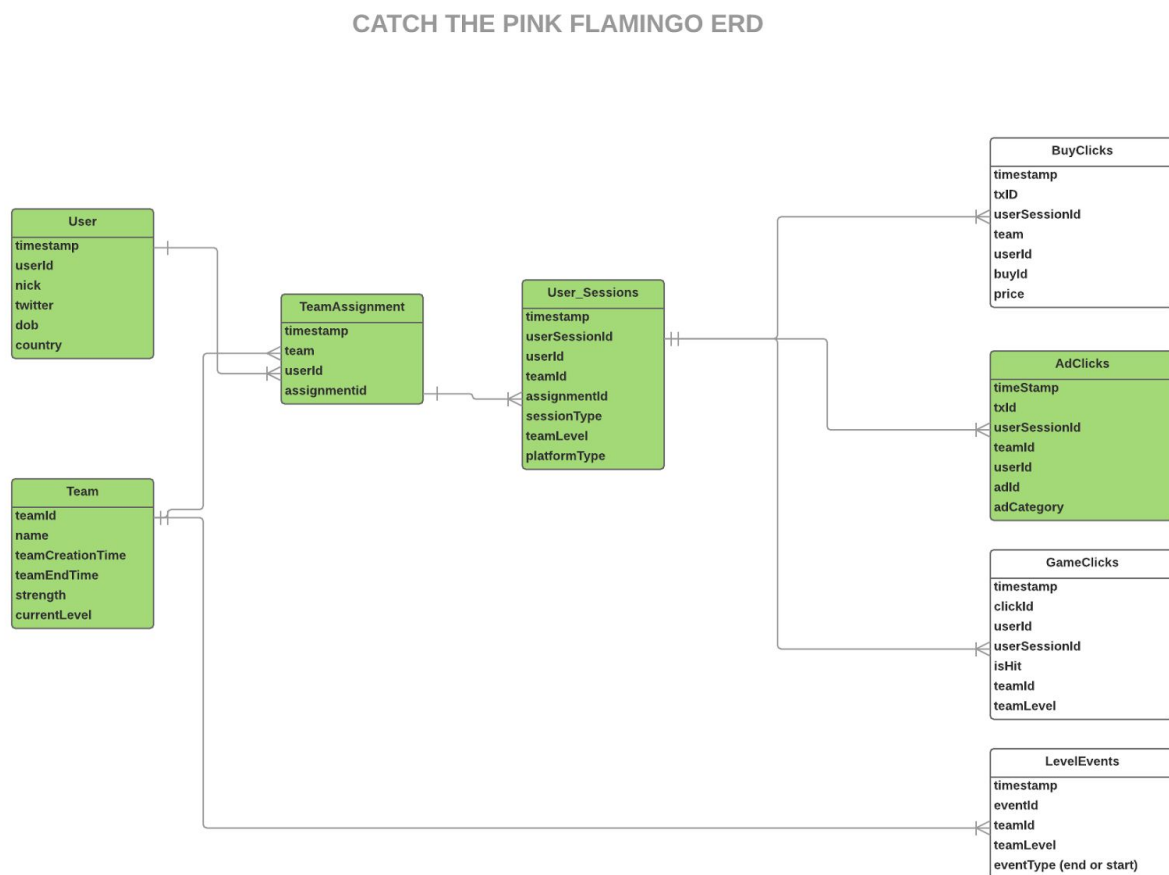 CATCH THE PINK FLAMINGO ERD
User
timestamp
userId
nick
twitter
dob
country
Team
teamId
name
teamCreationTime
teamEndTime
strength
currentLevel
TeamAssignment
timestamp
team
userId
assignmentid
User_Sessions
timestamp
userSessionId
userId
teamId
assignmentId
sessionType
teamLevel
platformType
BuyClicks
timestamp
txID
userSessionId
team
userId
buyId
price
AdClicks
timeStamp
txId
userSessionId
teamId
userId
adId
adCategory
GameClicks
timestamp
clickId
userId
userSessionId
isHit
teamId
teamLevel
LevelEvents
timestamp
eventId
teamId
teamLevel
eventType (end or start)